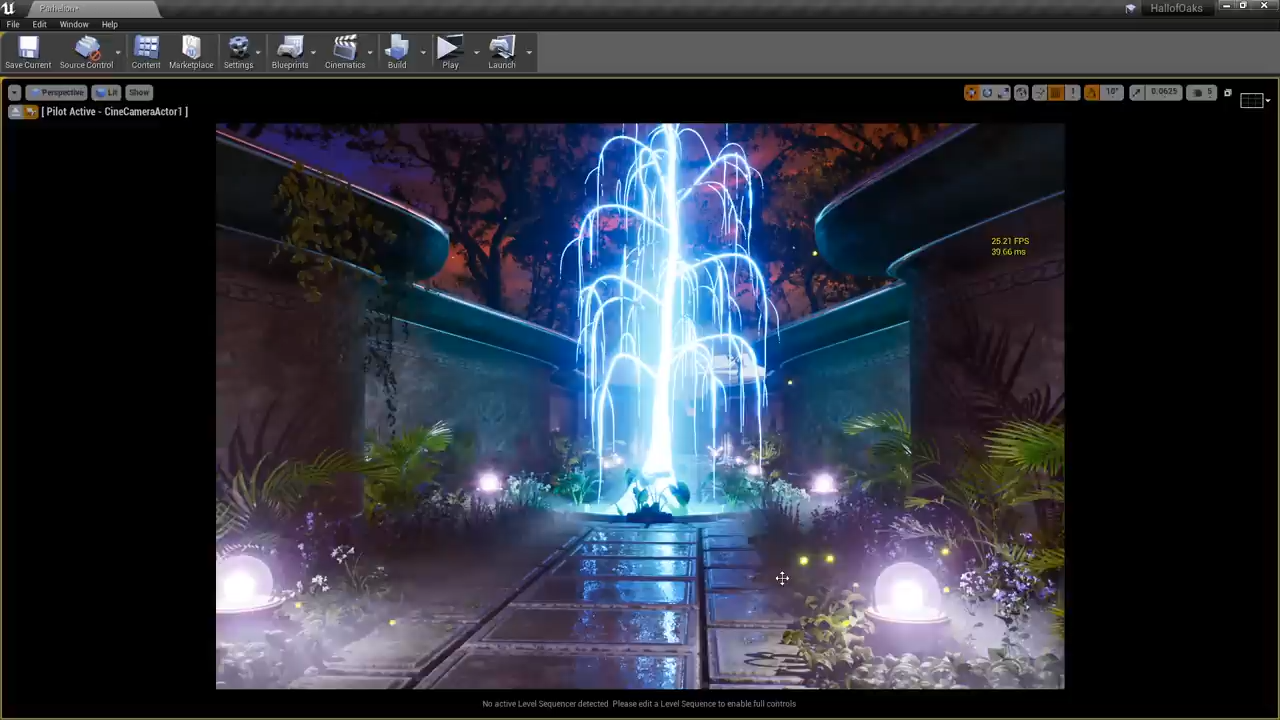 Parhelion*
HallofOaks
File Edit Window Help
Save Current Source Control Content Marketplace Settings Blueprints Cinematics Build Play Launch
Perspective Lit Show
10° 0.0625 5
[ Pilot Active - CineCameraActor1 ]
25.21 FPS
39.66 ms
No active Level Sequencer detected Please edit a Level Sequence to enable full controls